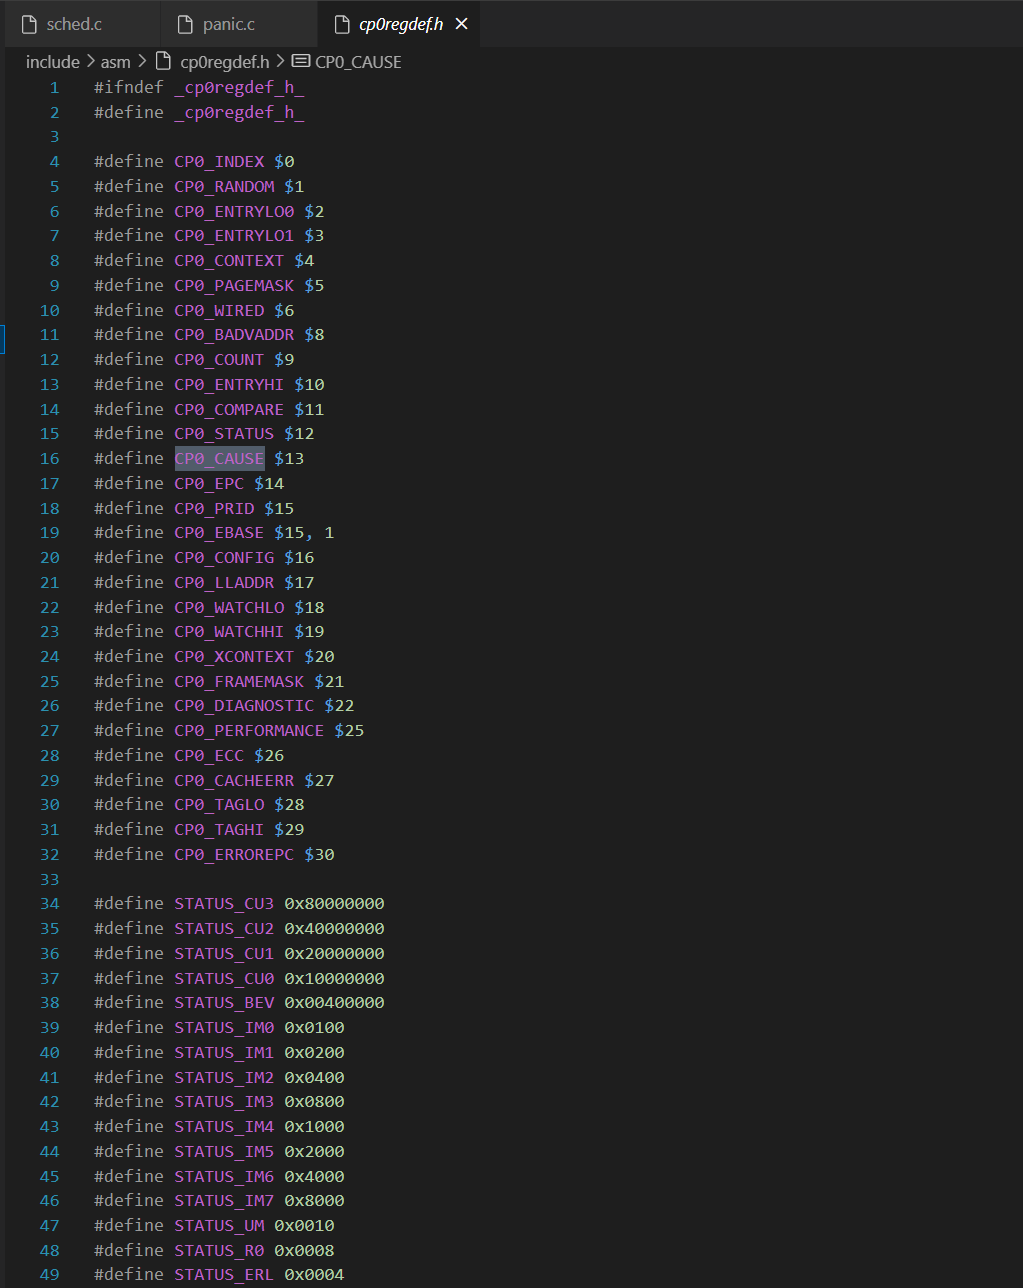 sched.c panic.c cp0regdef.h
include > asm > cp0regdef.h > CP0_CAUSE
1 #ifndef _cp0regdef_h_
2 #define _cp0regdef_h_
3
4 #define CP0_INDEX $0
5 #define CP0_RANDOM $1
6 #define CP0_ENTRYLO0 $2
7 #define CP0_ENTRYLO1 $3
8 #define CP0_CONTEXT $4
9 #define CP0_PAGEMASK $5
10 #define CP0_WIRED $6
11 #define CP0_BADVADDR $8
12 #define CP0_COUNT $9
13 #define CP0_ENTRYHI $10
14 #define CP0_COMPARE $11
15 #define CP0_STATUS $12
16 #define CP0_CAUSE $13
17 #define CP0_EPC $14
18 #define CP0_PRID $15
19 #define CP0_EBASE $15, 1
20 #define CP0_CONFIG $16
21 #define CP0_LLADDR $17
22 #define CP0_WATCHLO $18
23 #define CP0_WATCHHI $19
24 #define CP0_XCONTEXT $20
25 #define CP0_FRAMEMASK $21
26 #define CP0_DIAGNOSTIC $22
27 #define CP0_PERFORMANCE $25
28 #define CP0_ECC $26
29 #define CP0_CACHEERR $27
30 #define CP0_TAGLO $28
31 #define CP0_TAGHI $29
32 #define CP0_ERROREPC $30
33
34 #define STATUS_CU3 0x80000000
35 #define STATUS_CU2 0x40000000
36 #define STATUS_CU1 0x20000000
37 #define STATUS_CU0 0x10000000
38 #define STATUS_BEV 0x00400000
39 #define STATUS_IM0 0x0100
40 #define STATUS_IM1 0x0200
41 #define STATUS_IM2 0x0400
42 #define STATUS_IM3 0x0800
43 #define STATUS_IM4 0x1000
44 #define STATUS_IM5 0x2000
45 #define STATUS_IM6 0x4000
46 #define STATUS_IM7 0x8000
47 #define STATUS_UM 0x0010
48 #define STATUS_R0 0x0008
49 #define STATUS_ERL 0x0004